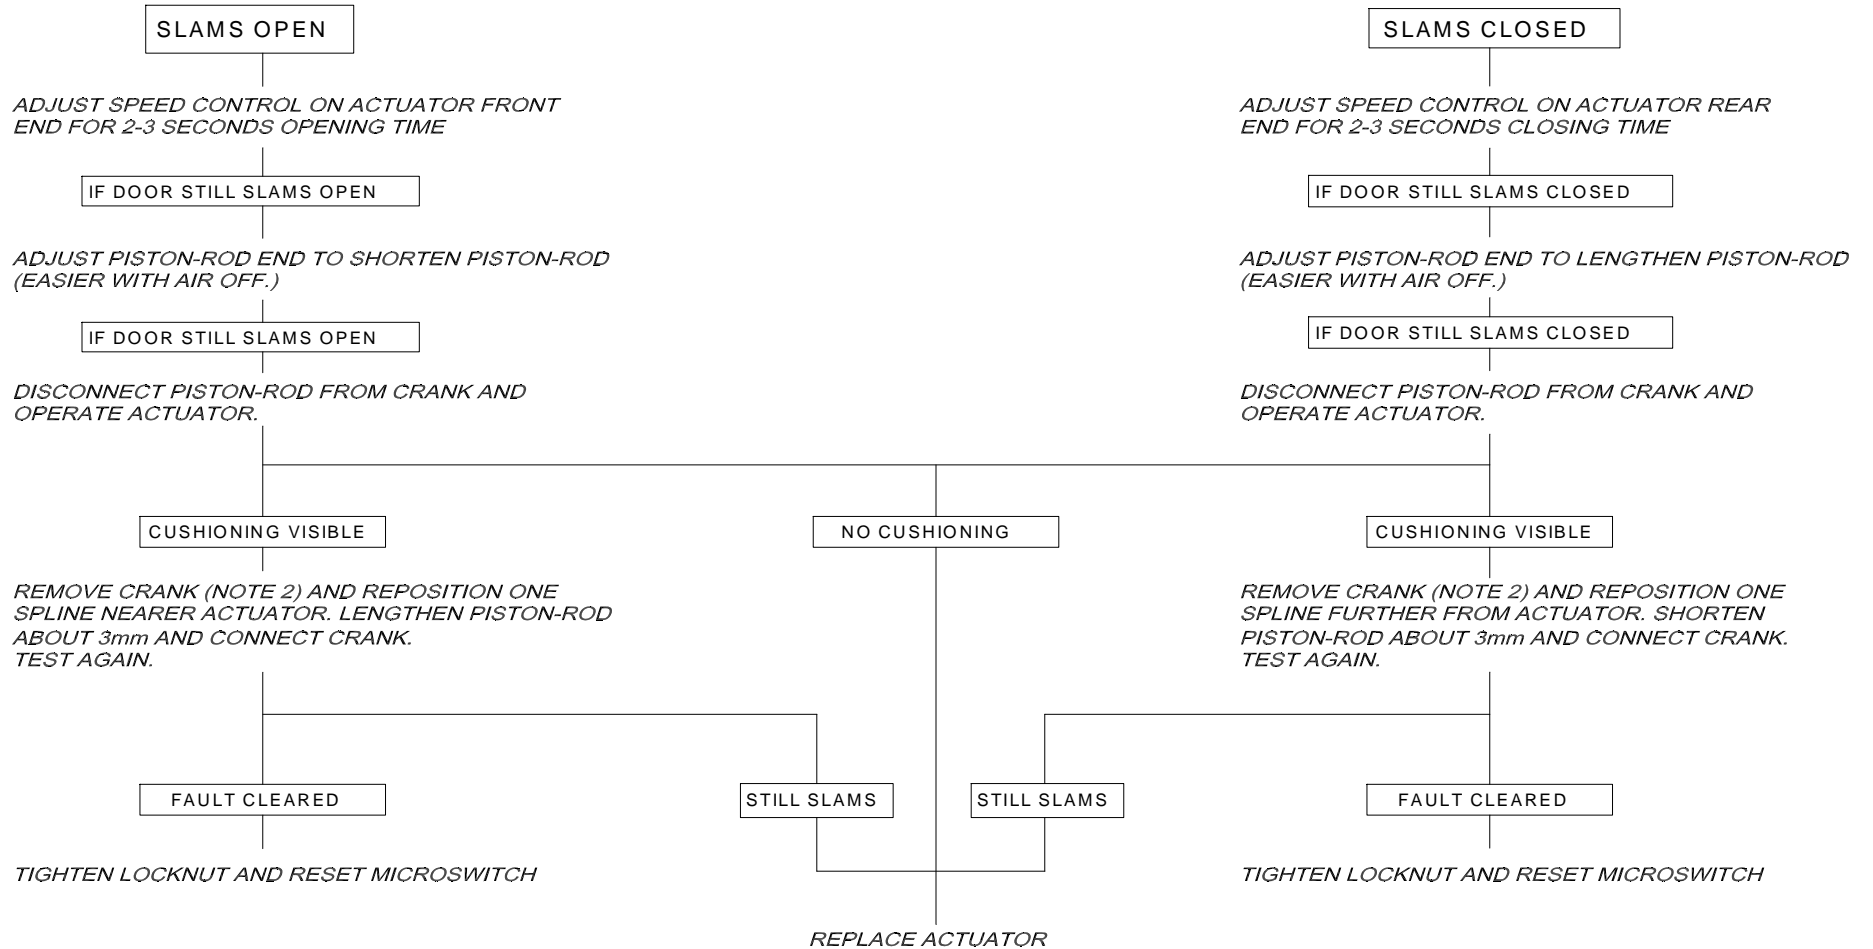 SLAMS OPEN
ADJUST SPEED CONTROL ON ACTUATOR FRONT
END FOR 2-3 SECONDS OPENING TIME
IF DOOR STILL SLAMS OPEN
ADJUST PISTON-ROD END TO SHORTEN PISTON-ROD
(EASIER WITH AIR OFF.)
IF DOOR STILL SLAMS OPEN
DISCONNECT PISTON-ROD FROM CRANK AND
OPERATE ACTUATOR.
CUSHIONING VISIBLE
REMOVE CRANK (NOTE 2) AND REPOSITION ONE
SPLINE NEARER ACTUATOR. LENGTHEN PISTON-ROD
ABOUT 3mm AND CONNECT CRANK.
TEST AGAIN.
FAULT CLEARED
TIGHTEN LOCKNUT AND RESET MICROSWITCH
STILL SLAMS
NO CUSHIONING
REPLACE ACTUATOR
SLAMS CLOSED
ADJUST SPEED CONTROL ON ACTUATOR REAR
END FOR 2-3 SECONDS CLOSING TIME
IF DOOR STILL SLAMS CLOSED
ADJUST PISTON-ROD END TO LENGTHEN PISTON-ROD
(EASIER WITH AIR OFF.)
IF DOOR STILL SLAMS CLOSED
DISCONNECT PISTON-ROD FROM CRANK AND
OPERATE ACTUATOR.
CUSHIONING VISIBLE
REMOVE CRANK (NOTE 2) AND REPOSITION ONE
SPLINE FURTHER FROM ACTUATOR. SHORTEN
PISTON-ROD ABOUT 3mm AND CONNECT CRANK.
TEST AGAIN.
STILL SLAMS
FAULT CLEARED
TIGHTEN LOCKNUT AND RESET MICROSWITCH